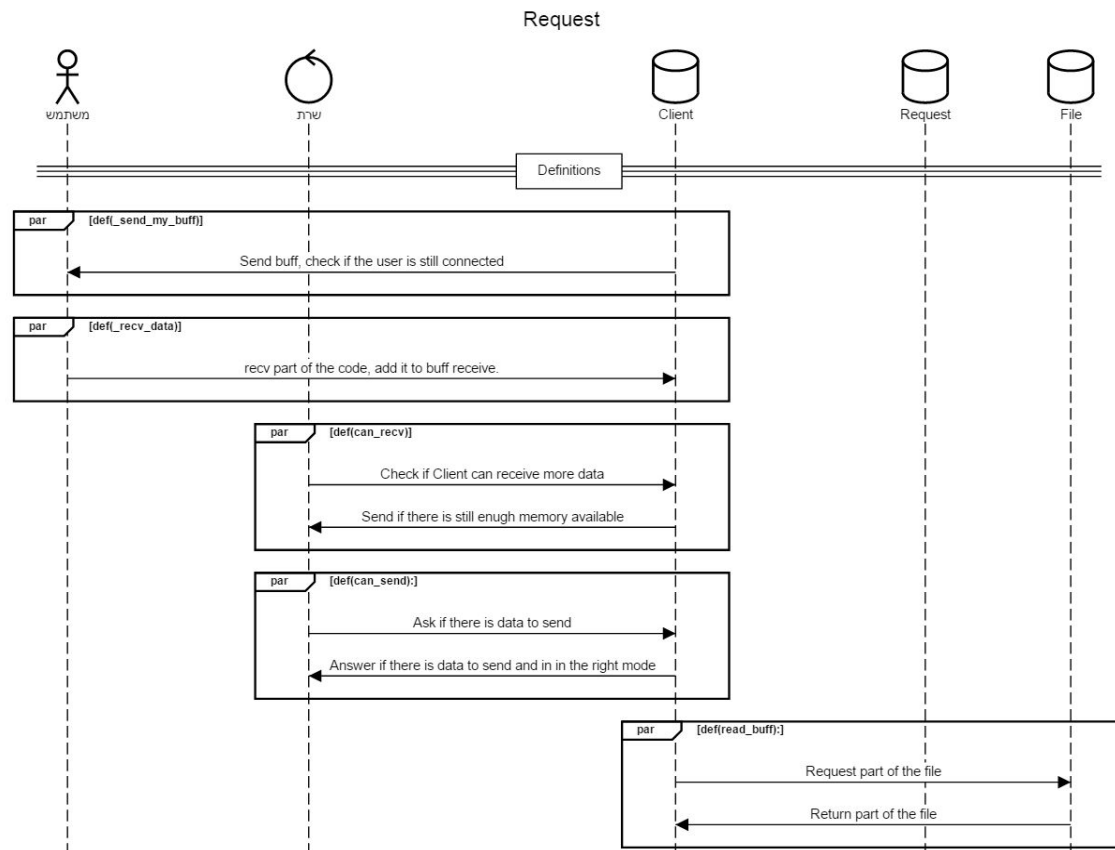 Request
משתמש
שרת
Client
Request
File
Definitions
par [def(_send_my_buff)]
Send buff, check if the user is still connected
par [def(_recv_data)]
recv part of the code, add it to buff receive.
par [def(can_recv)]
Check if Client can receive more data
Send if there is still enugh memory available
par [def(can_send):]
Ask if there is data to send
Answer if there is data to send and in in the right mode
par [def(read_buff):]
Request part of the file
Return part of the file